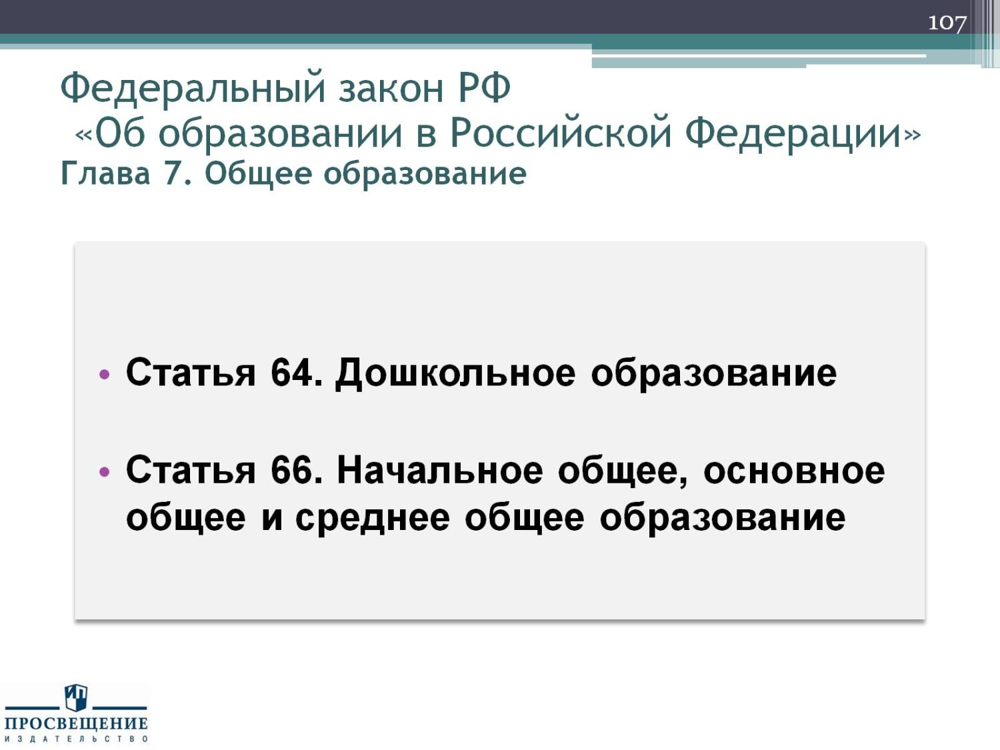 107
Федеральный закон РФ
«Об образовании в Российской Федерации»
Глава 7. Общее образование
• Статья 64. Дошкольное образование
• Статья 66. Начальное общее, основное
общее и среднее общее образование
ИП
ПРОСВЕЩЕНИЕ
ИЗДАТЕЛЬСТВО